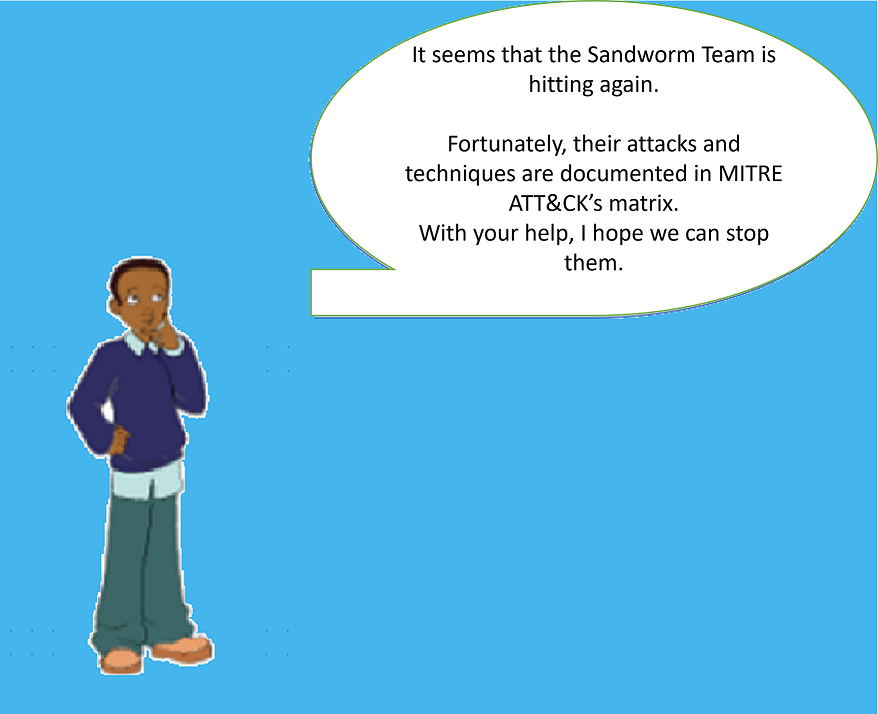 It seems that the Sandworm Team is
hitting again.
Fortunately, their attacks and
techniques are documented in MITRE
ATT&CK’s matrix.
With your help, I hope we can stop
them.